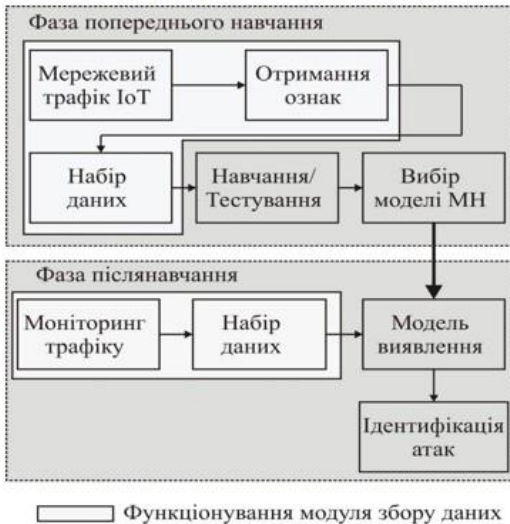 Фаза попереднього навчання
Мережевий
трафік IoT
Отримання
ознак
Набір
даних
Навчання/
Тестування
Вибір
моделі МН
Фаза післянавчання
Моніторинг
трафіку
Набір
даних
Модель
виявлення
Ідентифікація
атак
Функціонування модуля збору даних